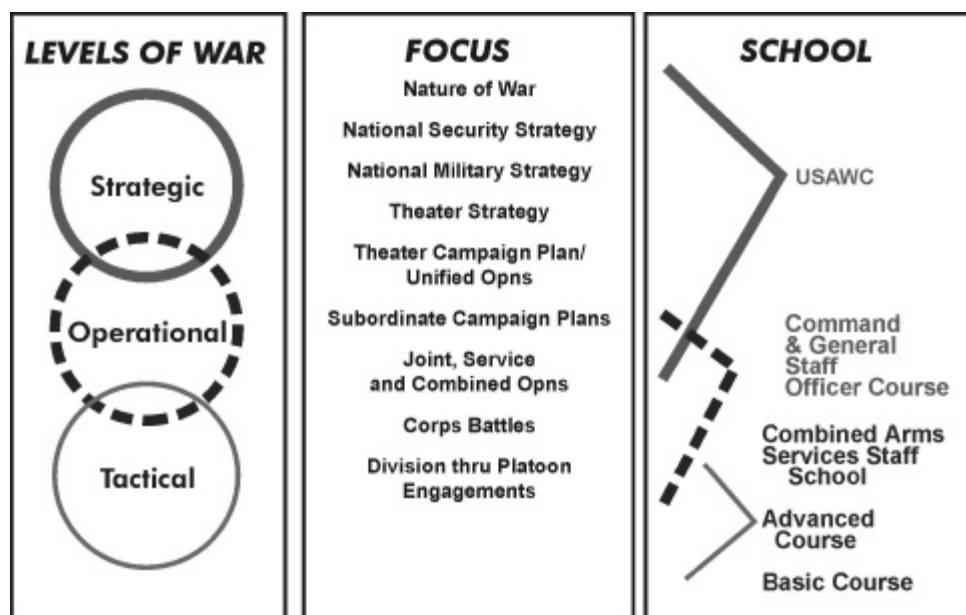 LEVELS OF WAR
Strategic
Operational
Tactical
FOCUS
Nature of War
National Security Strategy
National Military Strategy
Theater Strategy
Theater Campaign Plan/
Unified Opns
Subordinate Campaign Plans
Joint, Service
and Combined Opns
Corps Battles
Division thru Platoon
Engagements
SCHOOL
USAWC
Command
& General
Staff
Officer Course
Combined Arms
Services Staff
School
Advanced
Course
Basic Course